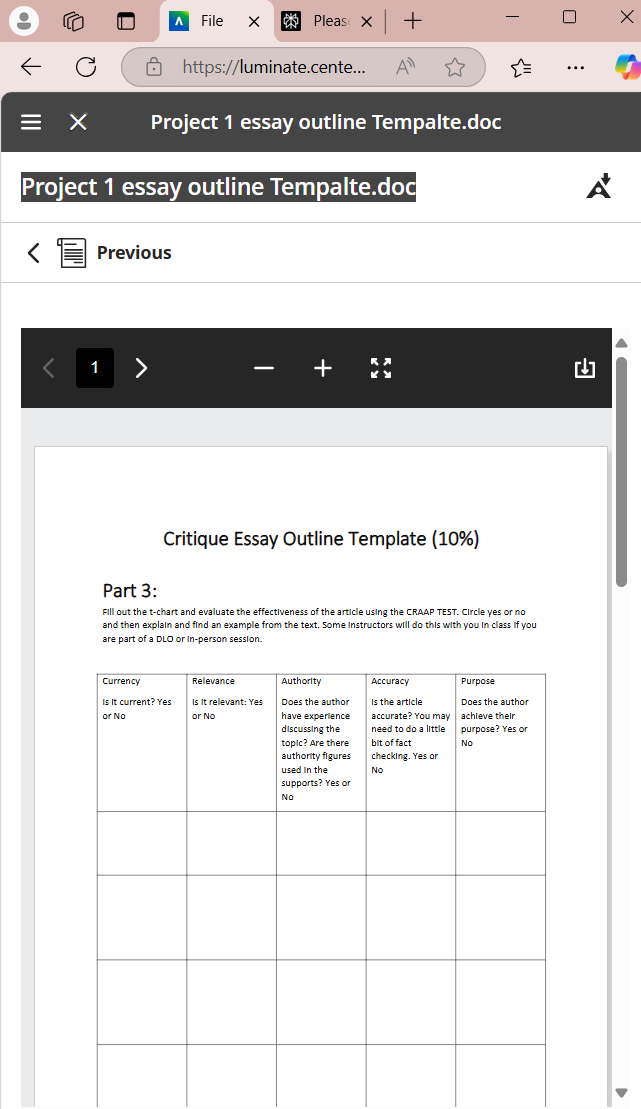 File
Pleas
https://luminate.cente...
Project 1 essay outline Tempalte.doc
Project 1 essay outline Tempalte.doc
Previous
1
Critique Essay Outline Template (10%)
Part 3:
Fill out the t-chart and evaluate the effectiveness of the article using the CRAAP TEST. Circle yes or no
and then explain and find an example from the text. Some instructors will do this with you in class if you
are part of a DLO or in-person session.
Currency
Is it current? Yes
or No
Relevance
Is it relevant: Yes
or No
Authority
Does the author
have experience
discussing the
topic? Are there
authority figures
used in the
supports? Yes or
No
Accuracy
Is the article
accurate? You may
need to do a little
bit of fact
checking. Yes or
No
Purpose
Does the author
achieve their
purpose? Yes or
No